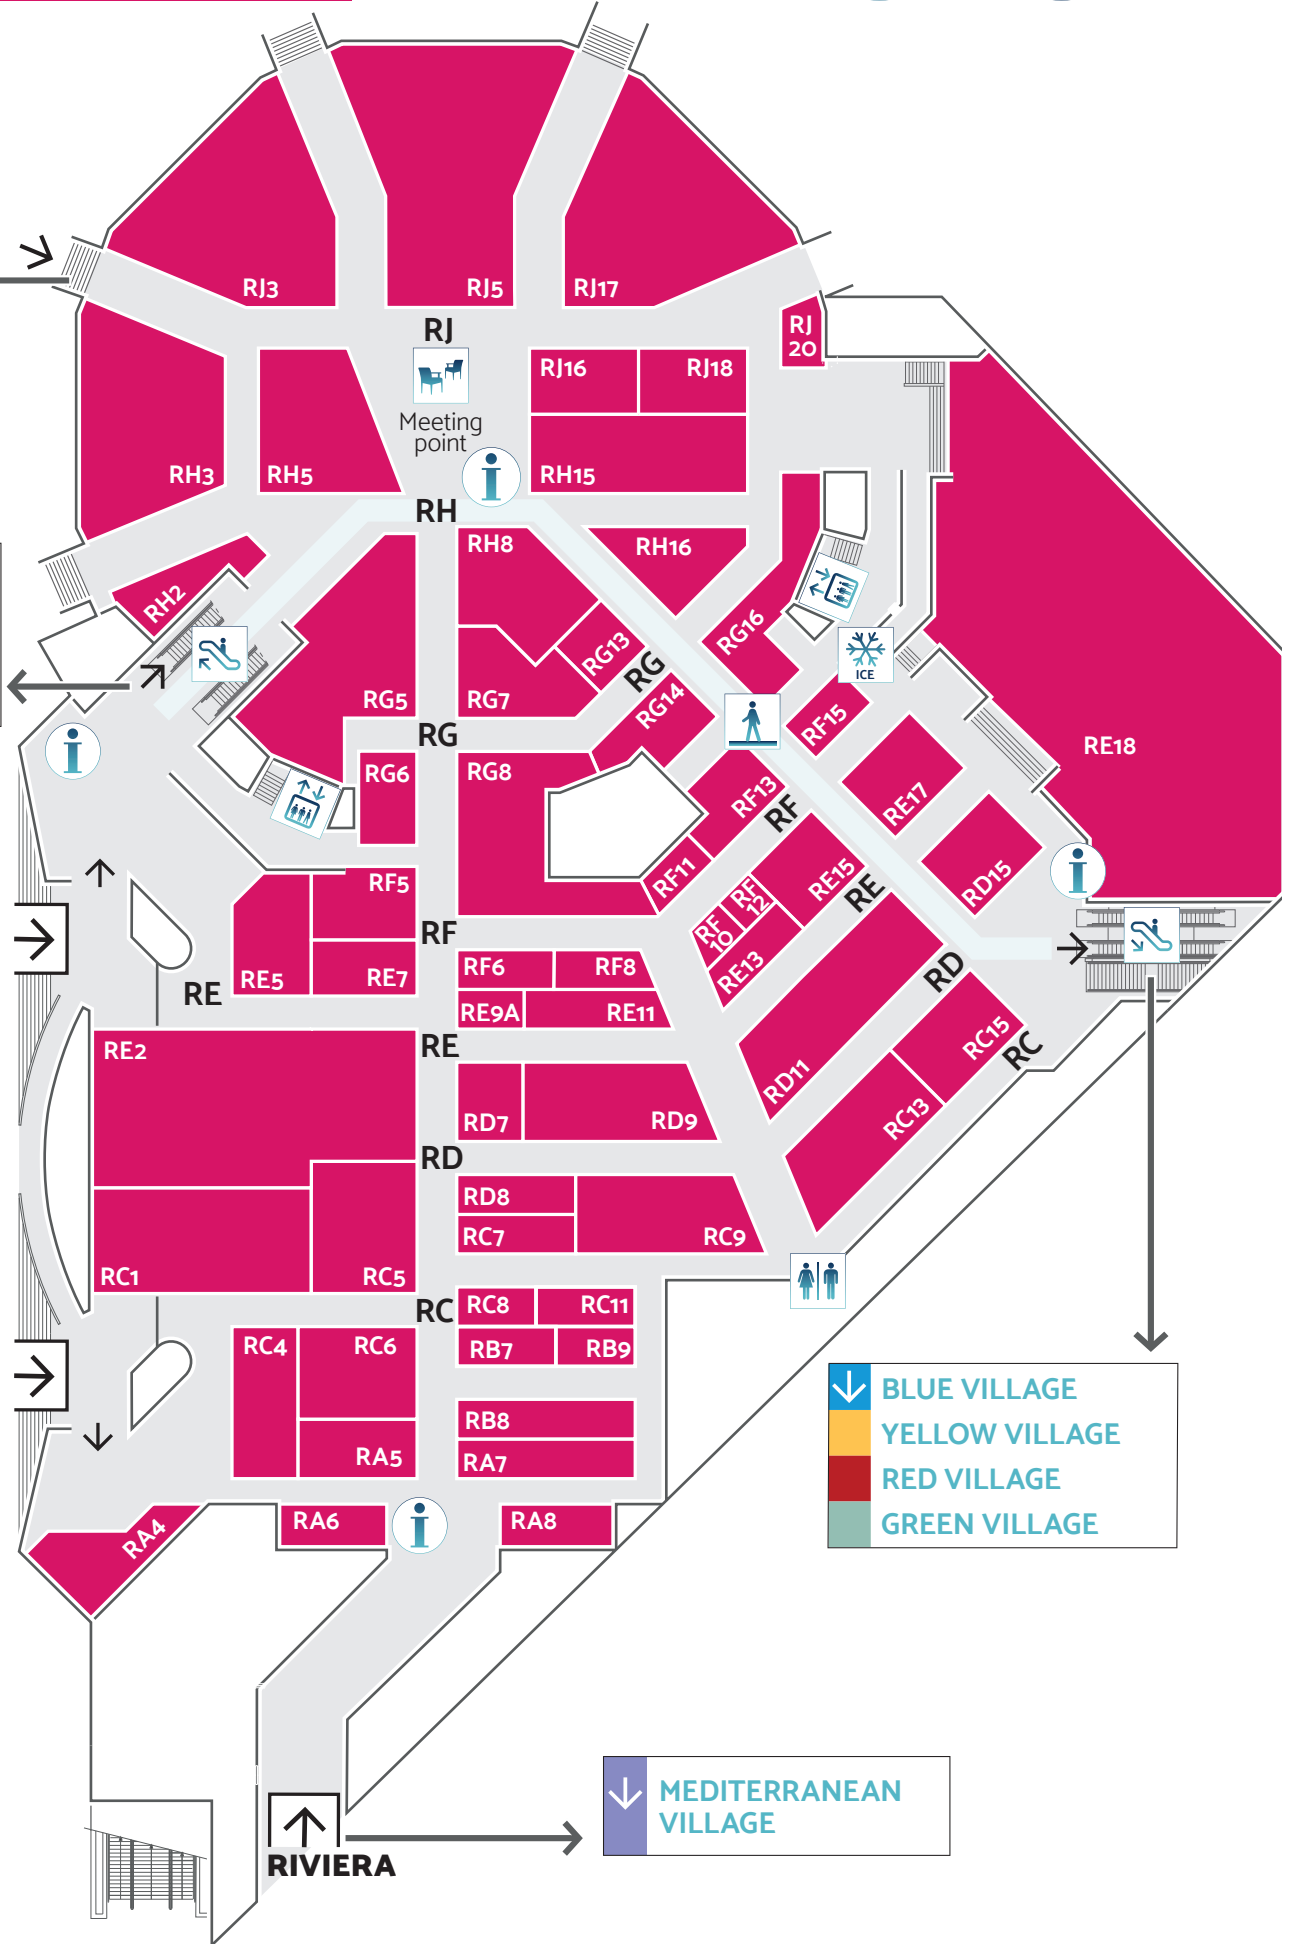 RJ3
RJ5
RJ17
RJ
20
RJ
RJ16
RJ18
Meeting
point
RH3
RH5
RH15
RH
RH8
RH16
RH2
RG13
RG16
RG
ICE
RG5
RG7
RG14
RF15
RE18
RG
RG6
RG8
RF13
RE17
RF
RF5
RF11
RE15
RD15
RF
12
RE
RF
10
RF
RE13
RF6
RF8
RE5
RE7
RE
RD
RE9A
RE11
RE2
RE
RC15
RC
RD11
RD7
RD9
RC13
RD
RD8
RC7
RC9
RC1
RC5
RC
RC8
RC11
RC4
RC6
RB7
RB9
BLUE VILLAGE
RB8
YELLOW VILLAGE
RA5
RA7
RED VILLAGE
RA4
RA6
RA8
GREEN VILLAGE
MEDITERRANEAN
VILLAGE
RIVIERA